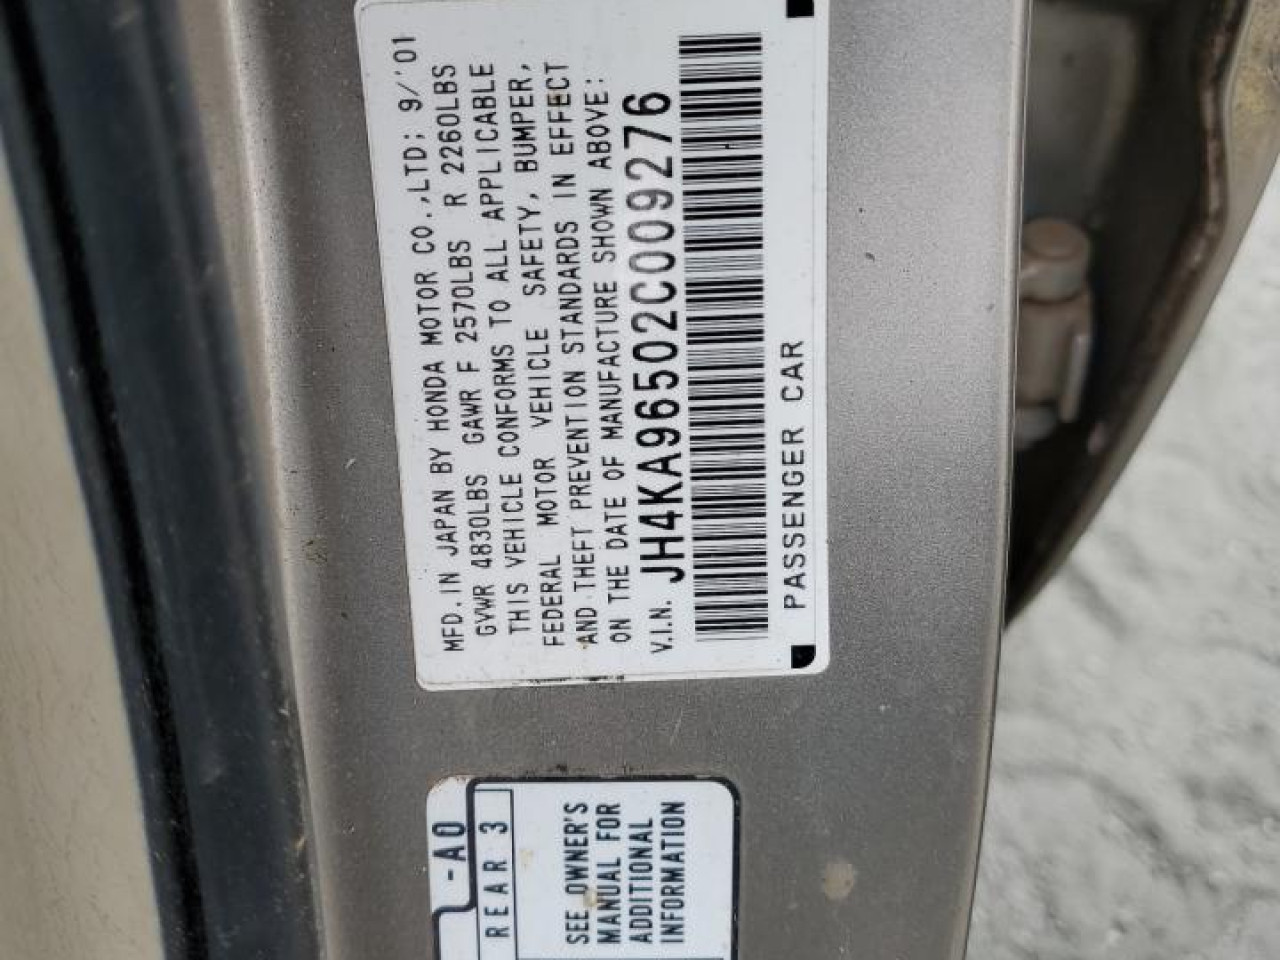 MFD. IN JAPAN BY HONDA MOTOR CO.,LTD; 9/'01
GVWR 4830LBS GAWR F 2570LBS R 2260LBS
THIS VEHICLE CONFORMS TO ALL APPLICABLE
FEDERAL MOTOR VEHICLE SAFETY, BUMPER,
AND THEFT PREVENTION STANDARDS IN EFFECT
ON THE DATE OF MANUFACTURE SHOWN ABOVE:
V.I.N. JH4KA96502C009276
PASSENGER CAR
-A0
REAR 3
SEE OWNER'S
MANUAL FOR
ADDITIONAL
INFORMATION